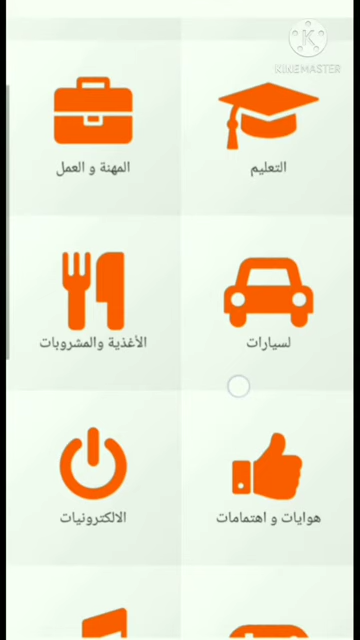 KINEMASTER
التعليم
المهنة و العمل
لسيارات
الأغذية والمشروبات
هوايات و اهتمامات
الالكترونيات